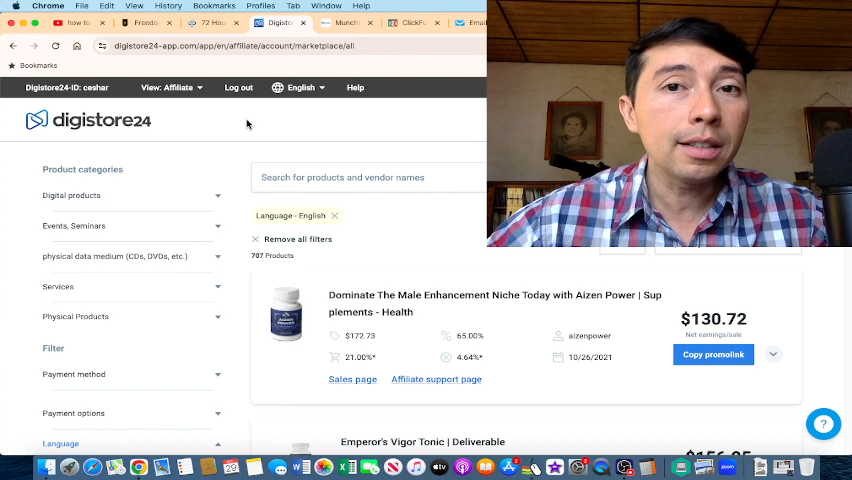 Chrome File Edit View History Bookmarks Profiles Tab Window Help
how to Freedo 72 Hour Digisto Munch ClickFu Email
digistore24-app.com/app/en/affiliate/account/marketplace/all
Bookmarks
Digistore24-ID: ceshar View: Affiliate Log out English Help
digistore24
Product categories
Search for products and vendor names
Digital products
Language - English
Events, Seminars
Remove all filters
physical data medium (CDs, DVDs, etc.)
707 Products
Services
Dominate The Male Enhancement Niche Today with Aizen Power | Sup
plements - Health
$130.72
Net earnings/sale
Physical Products
$172.73 65.00% aizenpower
Filter
21.00%* 4.64%* 10/26/2021
Copy promolink
Payment method
Sales page Affiliate support page
Payment options
Language
Emperor's Vigor Tonic | Deliverable
?
zoom